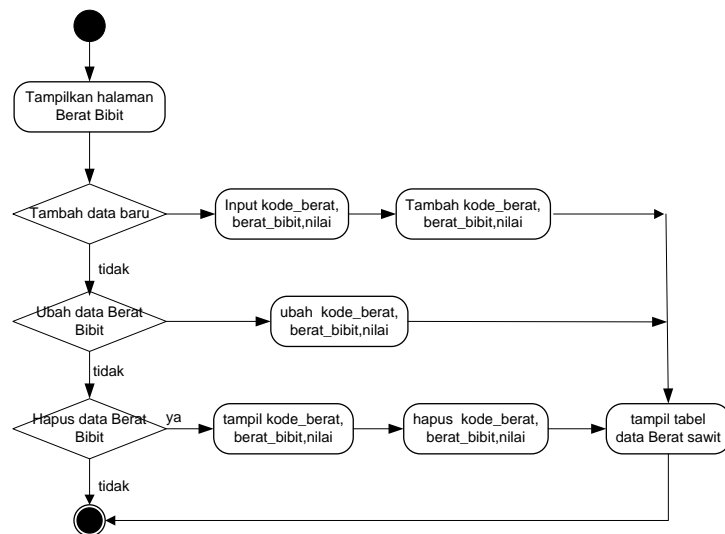 Tampilkan halaman
Berat Bibit
Tambah data baru
Input kode_berat,
berat_bibit,nilai
Tambah kode_berat,
berat_bibit,nilai
tidak
Ubah data Berat
Bibit
ubah kode_berat,
berat_bibit,nilai
tidak
Hapus data Berat
Bibit
ya
tampil kode_berat,
berat_bibit,nilai
hapus kode_berat,
berat_bibit,nilai
tampil tabel
data Berat sawit
tidak